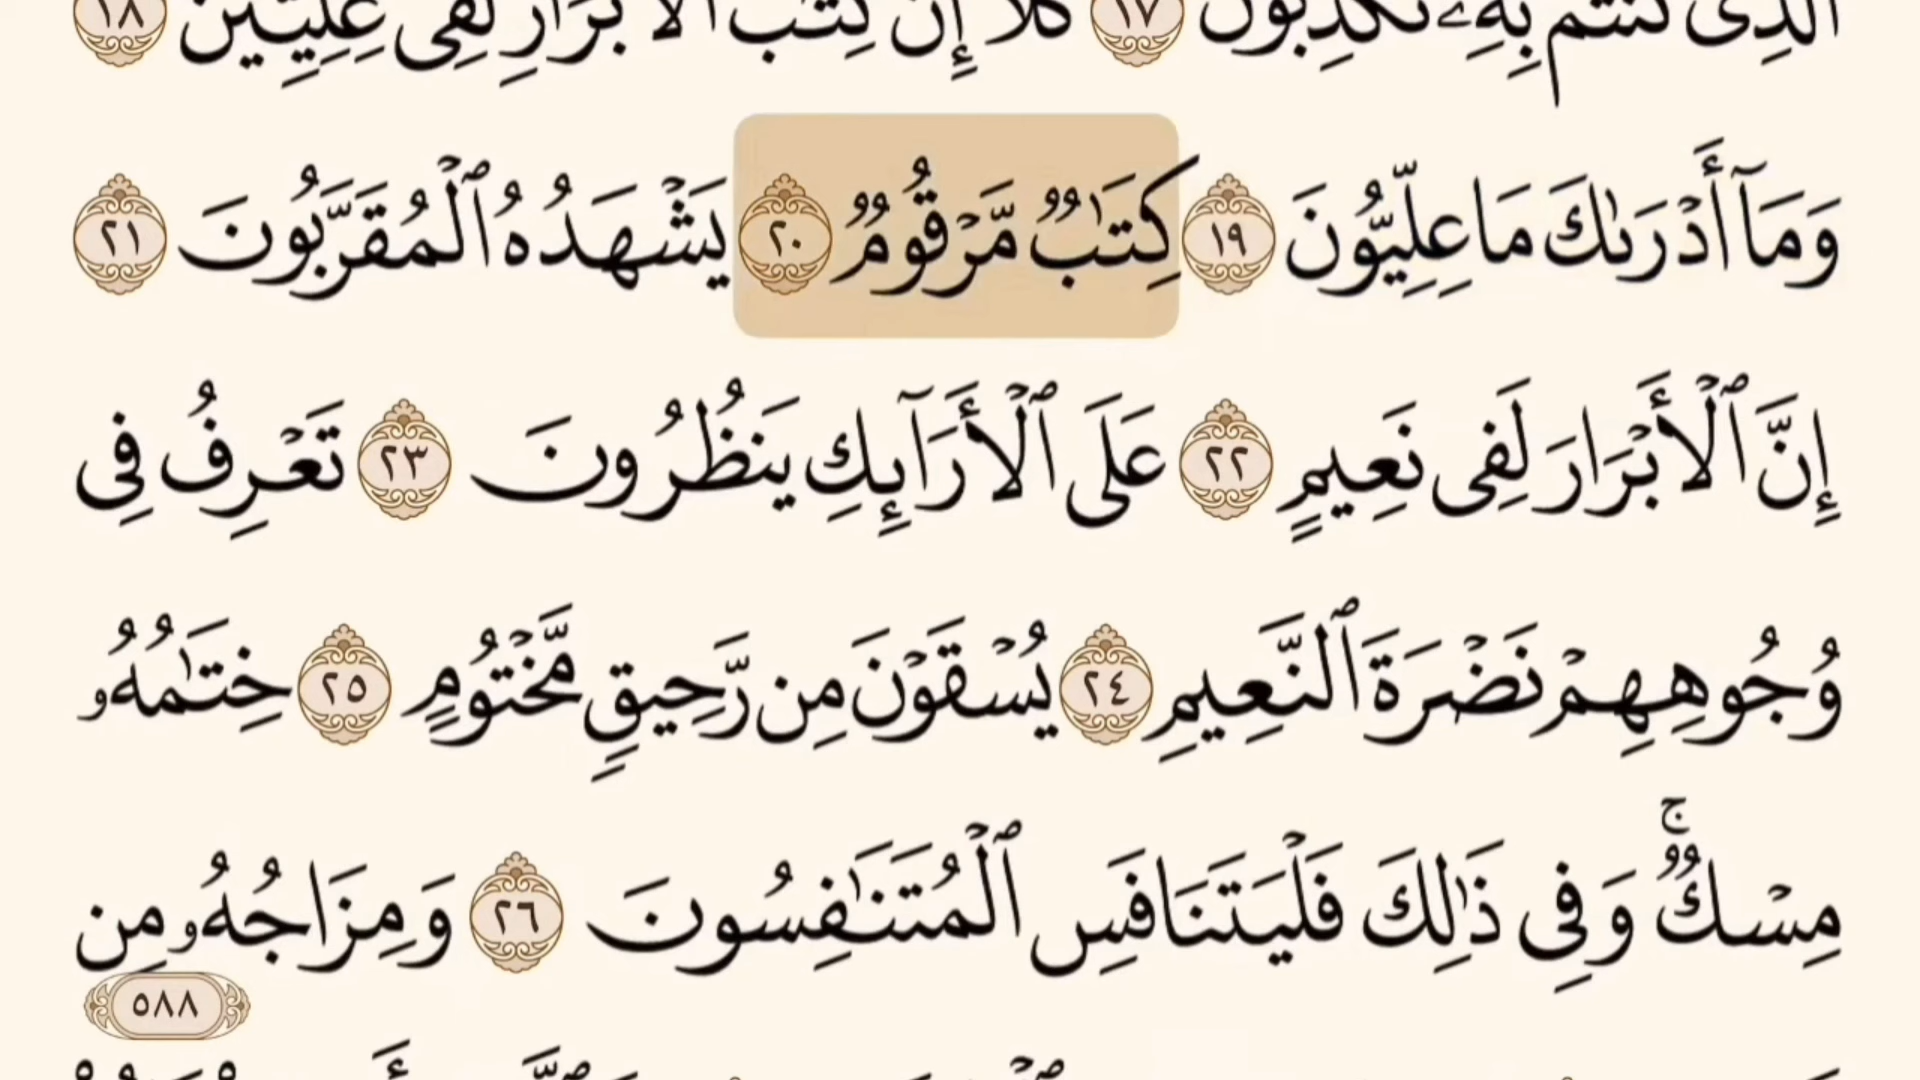 ٱلَّذِى كُنتُم بِهِۦ تُكَذِّبُونَ ١٧ كَلَّآ إِنَّ كِتَٰبَ ٱلْأَبْرَارِ لَفِى عِلِّيِّينَ ١٨
وَمَآ أَدْرَىٰكَ مَا عِلِّيُّونَ ١٩ كِتَٰبٌ مَّرْقُومٌ ٢٠ يَشْهَدُهُ ٱلْمُقَرَّبُونَ ٢١
إِنَّ ٱلْأَبْرَارَ لَفِى نَعِيمٍ ٢٢ عَلَى ٱلْأَرَآئِكِ يَنظُرُونَ ٢٣ تَعْرِفُ فِى
وُجُوهِهِمْ نَضْرَةَ ٱلنَّعِيمِ ٢٤ يُسْقَوْنَ مِن رَّحِيقٍ مَّخْتُومٍ ٢٥ خِتَٰمُهُۥ
مِسْكٌ ۚ وَفِى ذَٰلِكَ فَلْيَتَنَافَسِ ٱلْمُتَنَٰفِسُونَ ٢٦ وَمِزَاجُهُۥ مِن
٥٨٨